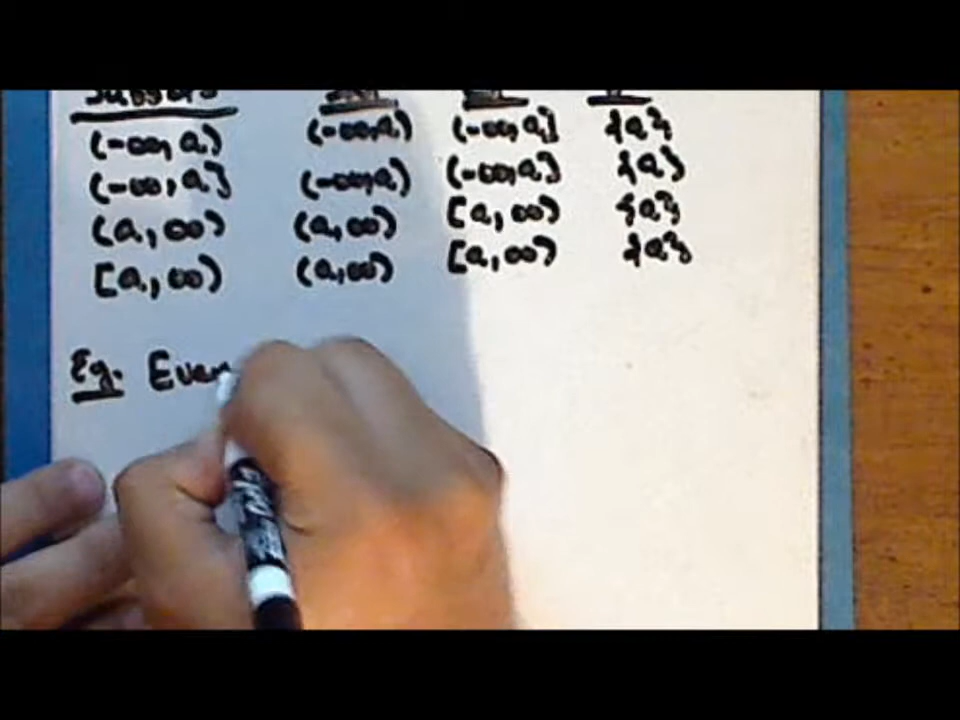 (-∞, a) (-∞, a) (-∞, a] {a}
(-∞, a] (-∞, a) (-∞, a] {a}
(a, ∞) (a, ∞) [a, ∞) {a}
[a, ∞) (a, ∞) [a, ∞) {a}
Eg. Even